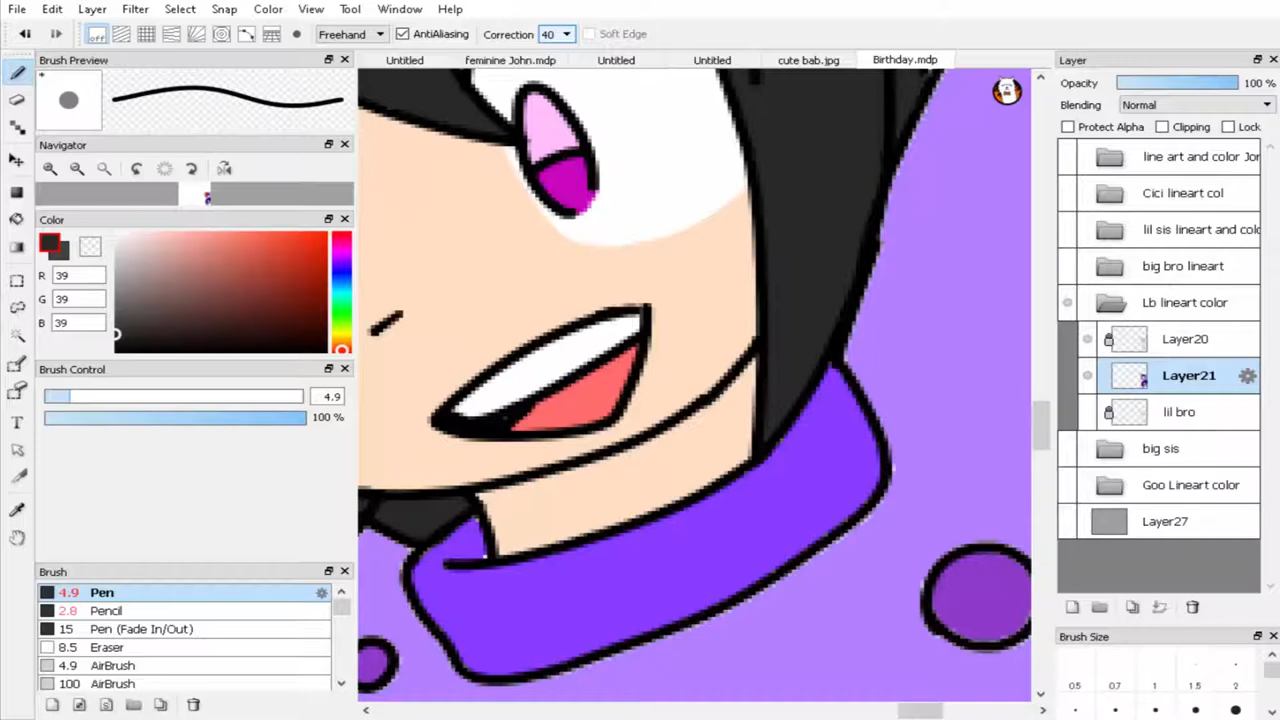 File Edit Layer Filter Select Snap Color View Tool Window Help
off Freehand AntiAliasing Correction 40 Soft Edge
Brush Preview
Untitled feminine John.mdp Untitled Untitled cute bab.jpg Birthday.mdp
Layer
*
Opacity 100 %
Blending Normal
Protect Alpha Clipping Lock
Navigator
line art and color Jor
Cici lineart col
lil sis lineart and colo
big bro lineart
Lb lineart color
Layer20
Layer21
lil bro
big sis
Goo Lineart color
Layer27
Color
R 39
G 39
B 39
Brush Control
4.9
100 %
Brush
4.9 Pen
2.8 Pencil
15 Pen (Fade In/Out)
8.5 Eraser
4.9 AirBrush
100 AirBrush
Brush Size
0.5 0.7 1 1.5 2